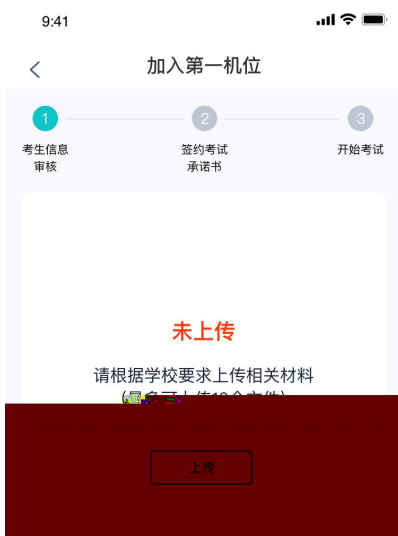 9:41
加入第一机位
1
2
3
考生信息
审核
签约考试
承诺书
开始考试
未上传
请根据学校要求上传相关材料
上传